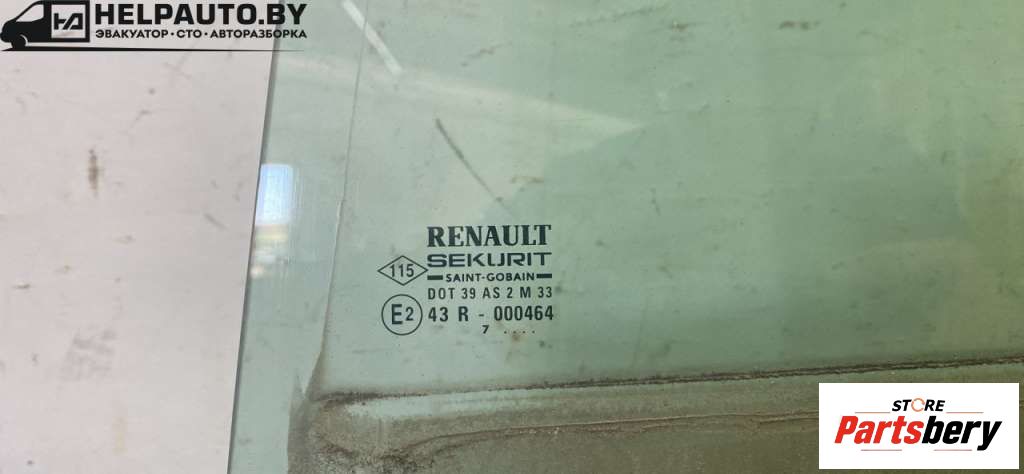 HELPAUTO.BY
ЭВАКУАТОР • СТО • АВТОРАЗБОРКА
RENAULT
115
SEKURIT
SAINT-GOBAIN
DOT 39 AS 2 M 33
E2 43 R - 000464
7 ....
STORE
Partsbery